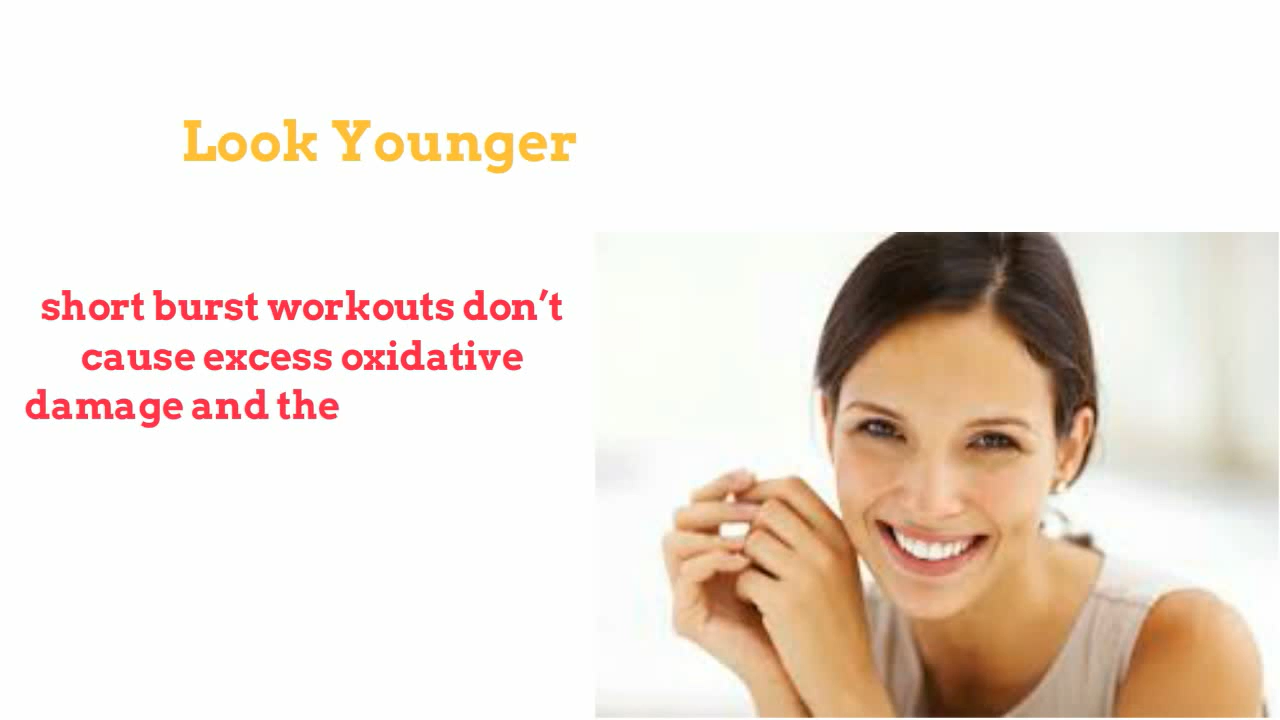 Look Younger
short burst workouts don’t
cause excess oxidative
damage and the